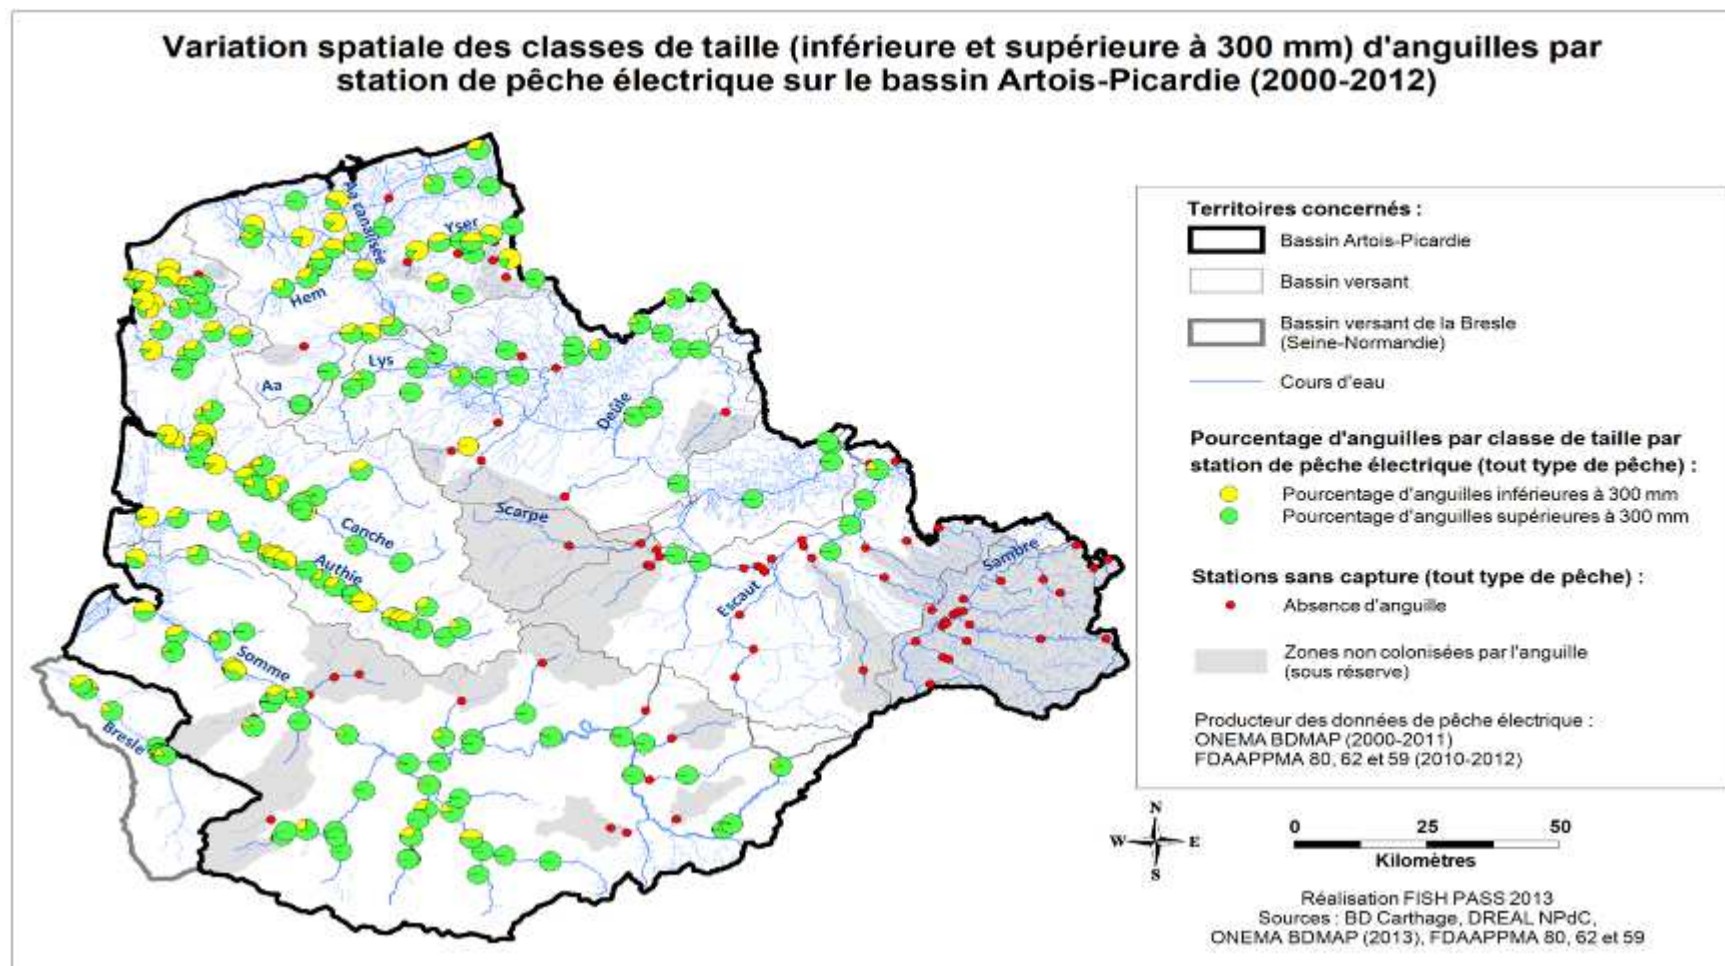 Variation spatiale des classes de taille (inférieure et supérieure à 300 mm) d'anguilles par
station de pêche électrique sur le bassin Artois-Picardie (2000-2012)
Aa canalisée
Yser
Hem
Lys
Aa
Deûle
Canche
Scarpe
Authie
Escaut
Sambre
Somme
Bresle
Territoires concernés :
Bassin Artois-Picardie
Bassin versant
Bassin versant de la Bresle
(Seine-Normandie)
Cours d'eau
Pourcentage d'anguilles par classe de taille par
station de pêche électrique (tout type de pêche) :
Pourcentage d'anguilles inférieures à 300 mm
Pourcentage d'anguilles supérieures à 300 mm
Stations sans capture (tout type de pêche) :
Absence d'anguille
Zones non colonisées par l'anguille
(sous réserve)
Producteur des données de pêche électrique :
ONEMA BDMAP (2000-2011)
FDAAPPMA 80, 62 et 59 (2010-2012)
N
W E
S
0 25 50
Kilomètres
Réalisation FISH PASS 2013
Sources : BD Carthage, DREAL NPdC,
ONEMA BDMAP (2013), FDAAPPMA 80, 62 et 59